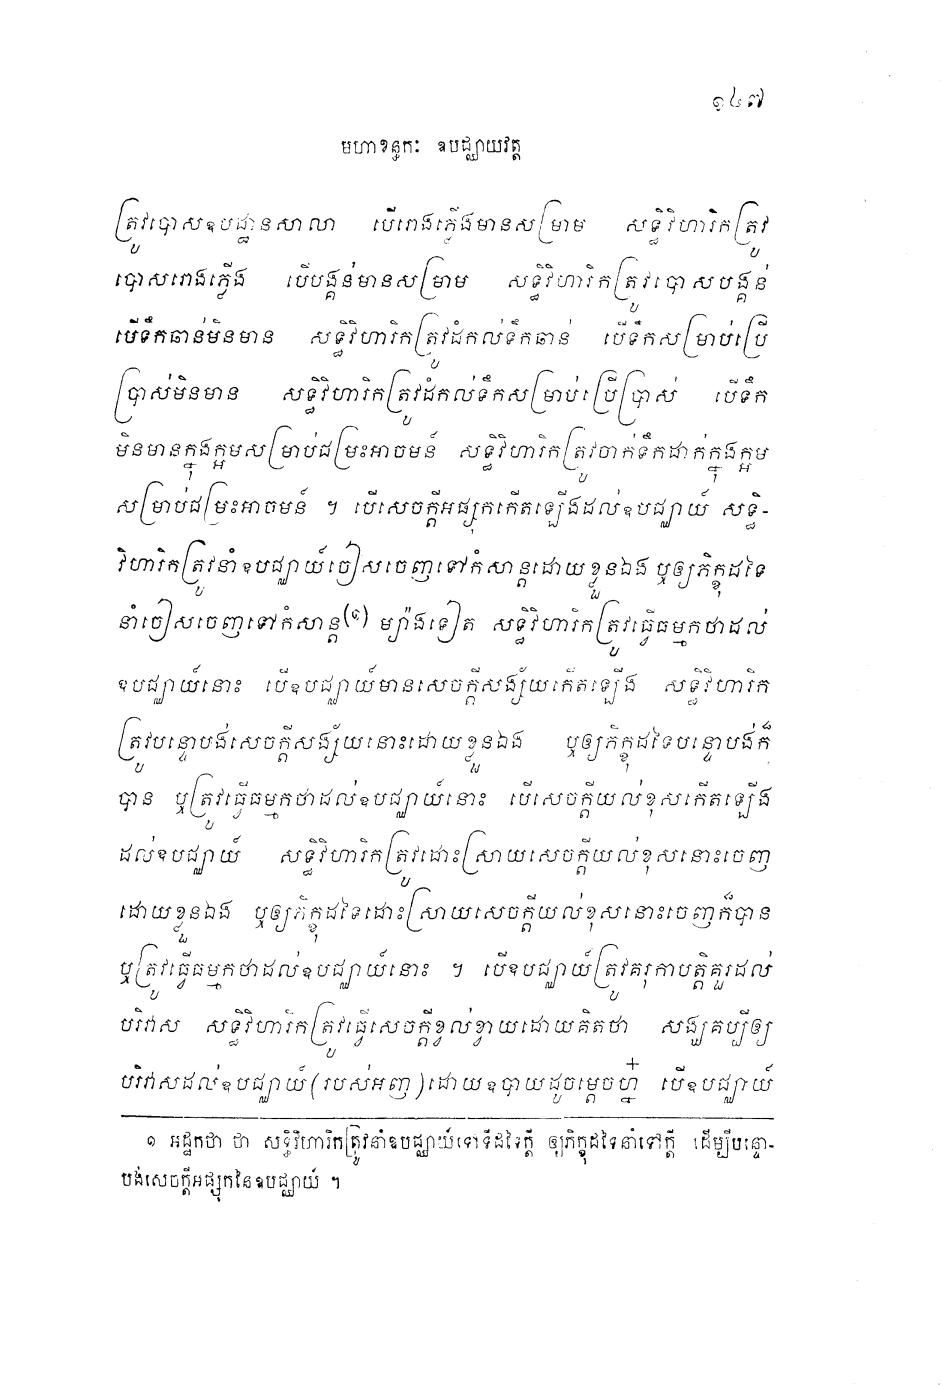 ១៤៧
មហាខន្ធកៈ ឧបជ្ឈាយវត្ត
ត្រូវបោសឧបដ្ឋានសាលា បើរោងភ្លើងមានសម្រាម សទ្ធិវិហារិកត្រូវ
បោសរោងភ្លើង បើបង្គន់មានសម្រាម សទ្ធិវិហារិកត្រូវបោសបង្គន់
បើទឹកឆាន់មិនមាន សទ្ធិវិហារិកត្រូវដំកល់ទឹកឆាន់ បើទឹកសម្រាប់ប្រើ
ប្រាស់មិនមាន សទ្ធិវិហារិកត្រូវដំកល់ទឹកសម្រាប់ប្រើប្រាស់ បើទឹក
មិនមានក្នុងក្អមសម្រាប់ជម្រះអាចមន៍ សទ្ធិវិហារិកត្រូវចាក់ទឹកដាក់ក្នុងក្អម
សម្រាប់ជម្រះអាចមន៍ ។ បើសេចក្តីអផ្សុកកើតឡើងដល់ឧបជ្ឈាយ៍ សទ្ធិ-
វិហារិកត្រូវនាំឧបជ្ឈាយ៍ចៀសចេញទៅកំសាន្តដោយខ្លួនឯង ឬឲ្យភិក្ខុដទៃ
នាំចៀសចេញទៅកំសាន្ត(១) ម្យ៉ាងទៀត សទ្ធិវិហារិកត្រូវធ្វើធម្មកថាដល់
ឧបជ្ឈាយ៍នោះ បើឧបជ្ឈាយ៍មានសេចក្តីសង្ស័យកើតឡើង សទ្ធិវិហារិក
ត្រូវបន្ទោបង់សេចក្តីសង្ស័យនោះដោយខ្លួនឯង ឬឲ្យភិក្ខុដទៃបន្ទោបង់ក៏
បាន ឬត្រូវធ្វើធម្មកថាដល់ឧបជ្ឈាយ៍នោះ បើសេចក្តីយល់ខុសកើតឡើង
ដល់ឧបជ្ឈាយ៍ សទ្ធិវិហារិកត្រូវដោះស្រាយសេចក្តីយល់ខុសនោះចេញ
ដោយខ្លួនឯង ឬឲ្យភិក្ខុដទៃដោះស្រាយសេចក្តីយល់ខុសនោះចេញក៏បាន
ឬត្រូវធ្វើធម្មកថាដល់ឧបជ្ឈាយ៍នោះ ។ បើឧបជ្ឈាយ៍ត្រូវគរុកាបត្តិគួរដល់
បរិវាស សទ្ធិវិហារិកត្រូវធ្វើសេចក្តីខ្វល់ខ្វាយដោយគិតថា សង្ឃគប្បីឲ្យ
បរិវាសដល់ឧបជ្ឈាយ៍(របស់អញ)ដោយឧបាយដូចម្តេចហ្ន៎ បើឧបជ្ឈាយ៍
១ អដ្ឋកថា ថា សទ្ធិវិហារិកត្រូវនាំឧបជ្ឈាយ៍ទៅទីដទៃក្តី ឲ្យភិក្ខុដទៃនាំទៅក្តី ដើម្បីបន្ទោ-
បង់សេចក្តីអផ្សុកនៃឧបជ្ឈាយ៍ ។